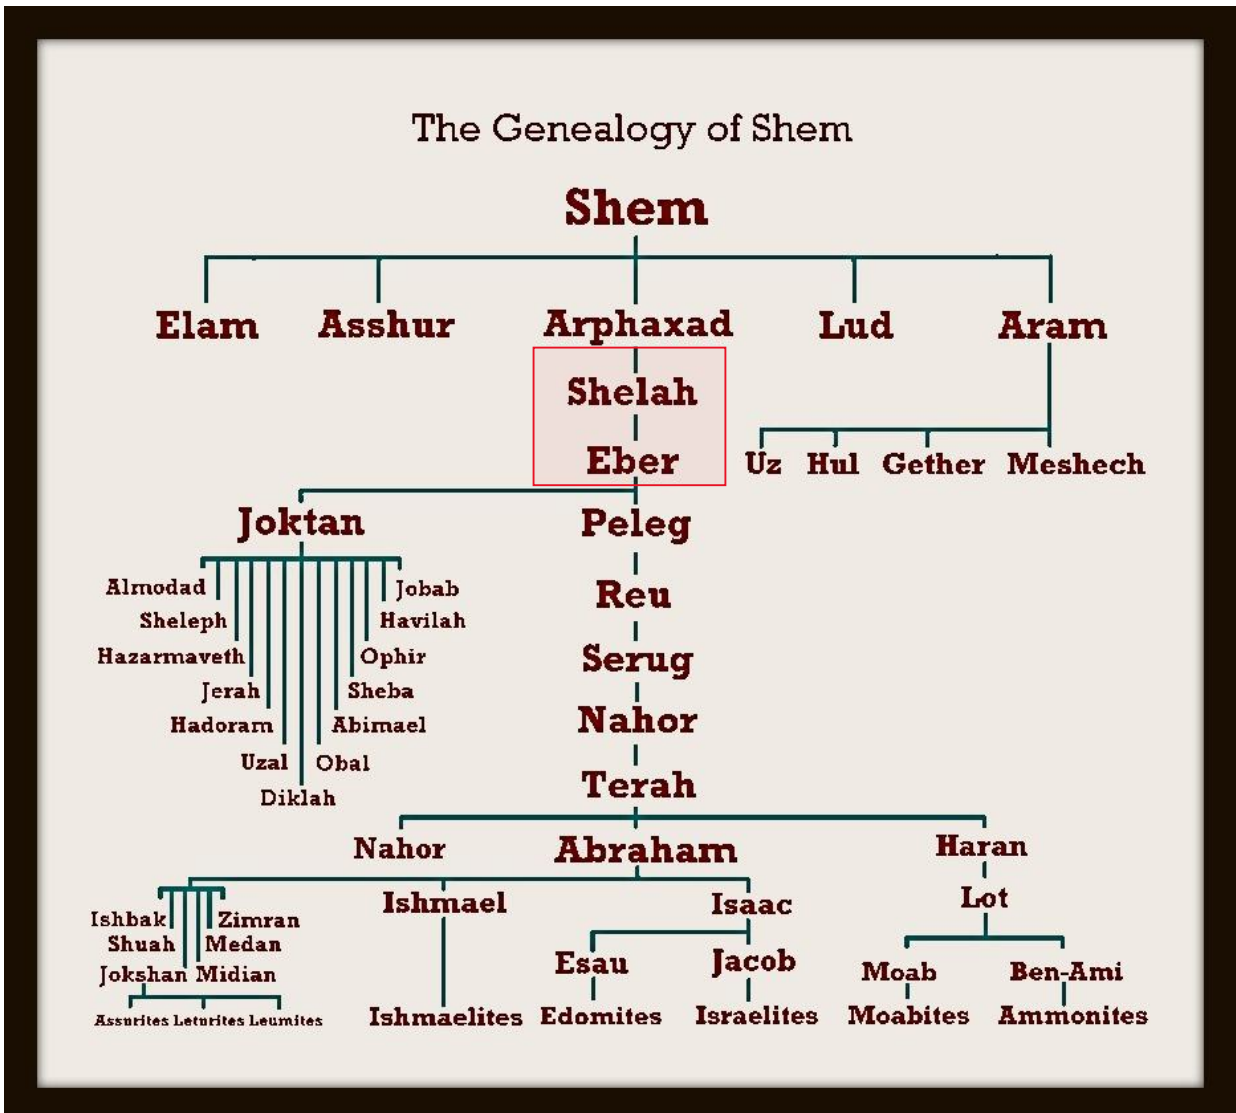 The Genealogy of Shem
Shem
Elam Asshur Arphaxad Lud Aram
Shelah
Eber Uz Hul Gether Meshech
Joktan Peleg
Almodad Jobab
Reu
Sheleph Havilah
Hazarmaveth Ophir
Serug
Jerah Sheba
Hadoram Abimael
Nahor
Uzal Obal
Terah
Diklah
Nahor Abraham Haran
Ishmael Isaac Lot
Ishbak Zimran
Shuah Medan
Esau Jacob
Jokshan Midian Moab Ben-Ami
Assurites Leturites Leumites Ishmaelites Edomites Israelites Moabites Ammonites